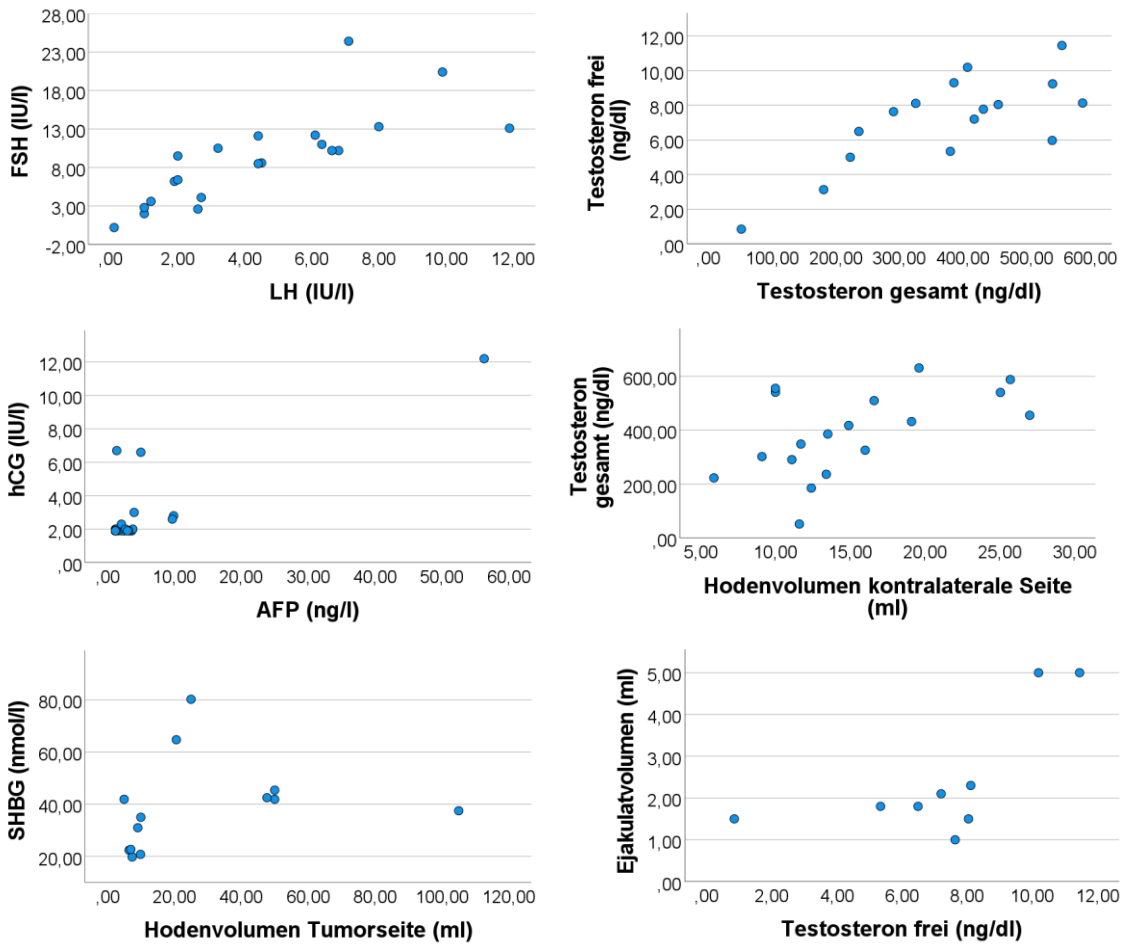 28,00
23,00
18,00
13,00
8,00
3,00
-2,00
FSH (IU/l)
,00 2,00 4,00 6,00 8,00 10,00 12,00
LH (IU/l)
12,00
10,00
8,00
6,00
4,00
2,00
,00
Testosteron frei
(ng/dl)
,00 100,00 200,00 300,00 400,00 500,00 600,00
Testosteron gesamt (ng/dl)
12,00
10,00
8,00
6,00
4,00
2,00
,00
hCG (IU/l)
,00 10,00 20,00 30,00 40,00 50,00 60,00
AFP (ng/l)
600,00
400,00
200,00
,00
Testosteron
gesamt (ng/dl)
5,00 10,00 15,00 20,00 25,00 30,00
Hodenvolumen kontralaterale Seite
(ml)
80,00
60,00
40,00
20,00
SHBG (nmol/l)
,00 20,00 40,00 60,00 80,00 100,00 120,00
Hodenvolumen Tumorseite (ml)
5,00
4,00
3,00
2,00
1,00
,00
Ejakulatvolumen (ml)
,00 2,00 4,00 6,00 8,00 10,00 12,00
Testosteron frei (ng/dl)